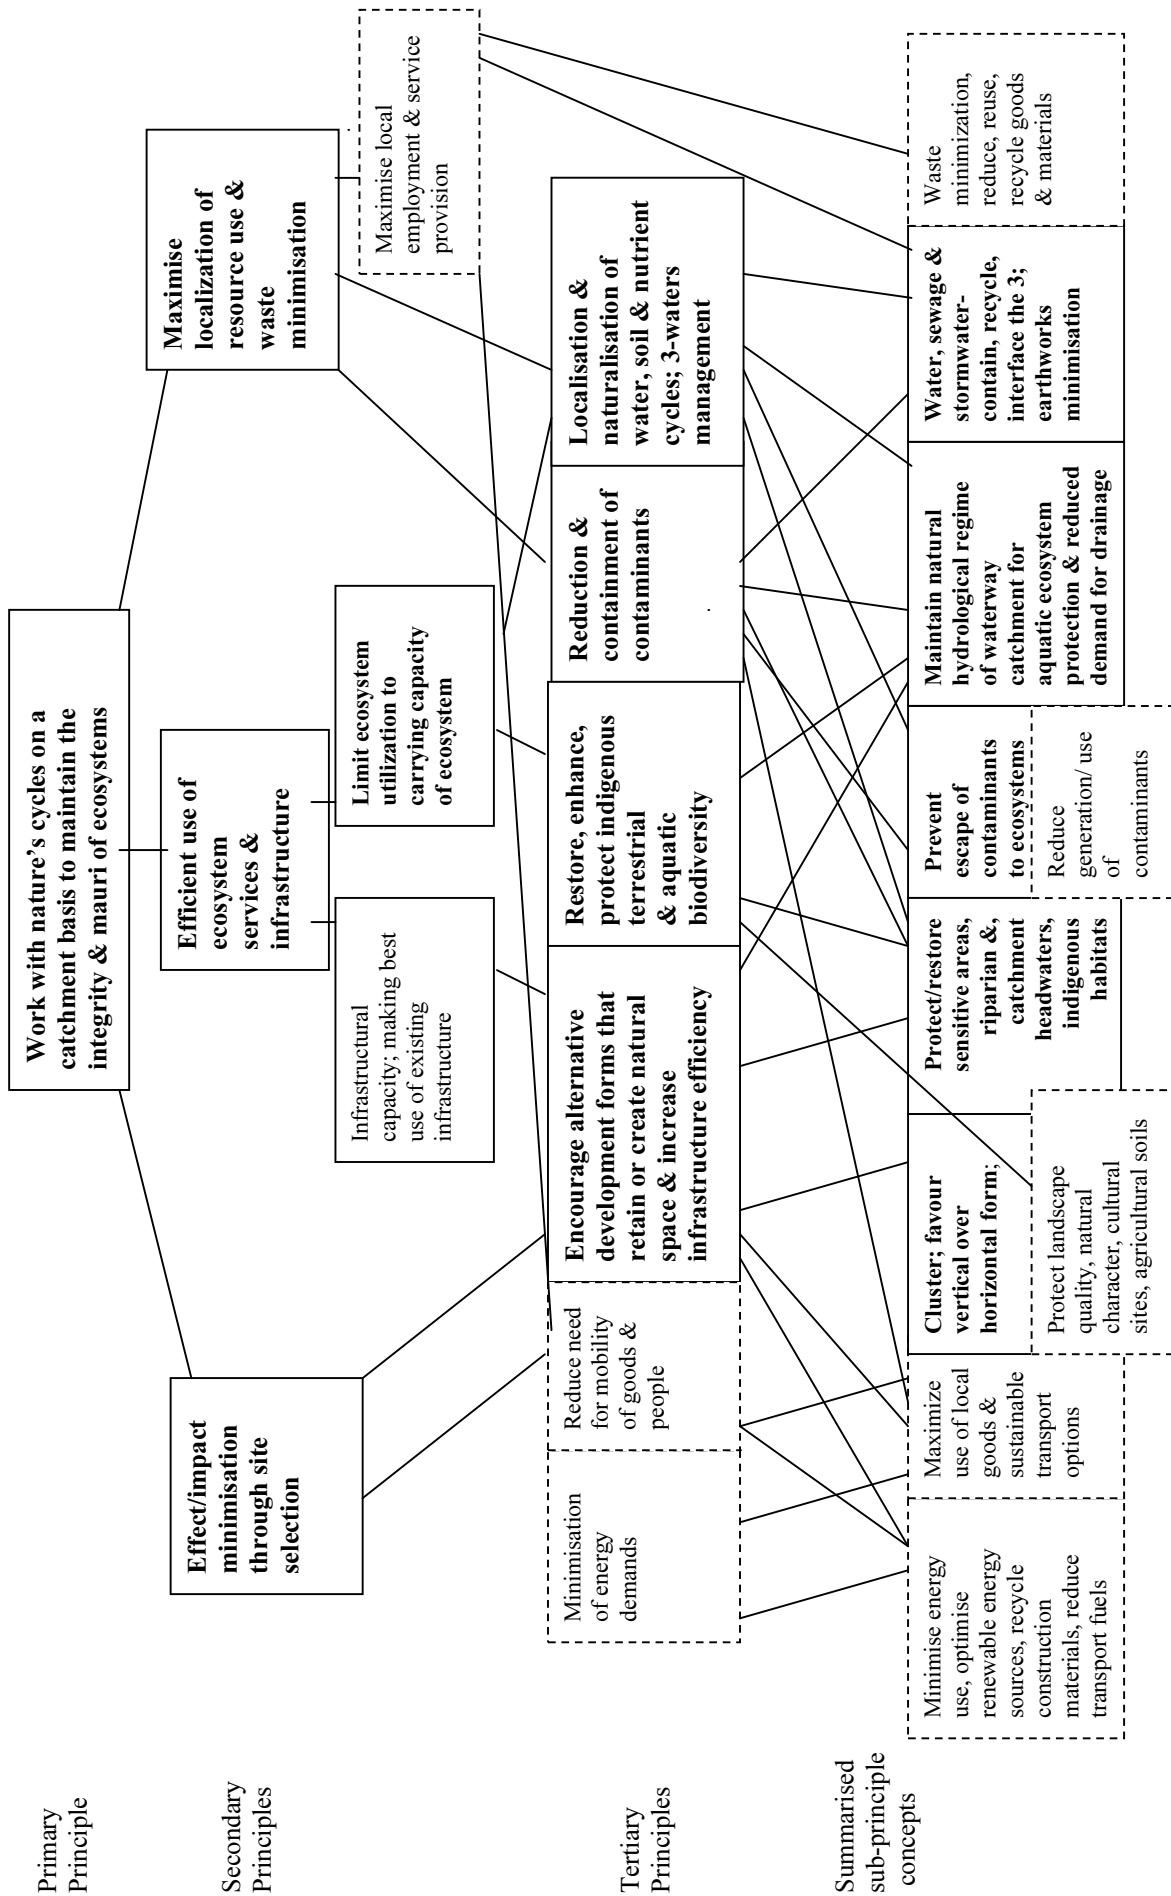 Primary
Principle
Work with nature's cycles on a
catchment basis to maintain the
integrity & mauri of ecosystems
Secondary
Principles
Effect/impact
minimisation
through site
selection
Efficient use of
ecosystem
services &
infrastructure
Maximise
localization of
resource use &
waste
minimisation
Infrastructural
capacity; making best
use of existing
infrastructure
Limit ecosystem
utilization to
carrying capacity
of ecosystem
Maximise local
employment & service
provision
Tertiary
Principles
Minimisation
of energy
demands
Reduce need
for mobility
of goods &
people
Encourage alternative
development forms that
retain or create natural
space & increase
infrastructure efficiency
Restore, enhance,
protect indigenous
terrestrial
& aquatic
biodiversity
Reduction &
containment of
contaminants
Localisation &
naturalisation of
water, soil & nutrient
cycles; 3-waters
management
Summarised
sub-principle
concepts
Minimise energy
use, optimise
renewable energy
sources, recycle
construction
materials, reduce
transport fuels
Maximize
use of local
goods &
sustainable
transport
options
Cluster; favour
vertical over
horizontal form;
Protect landscape
quality, natural
character, cultural
sites, agricultural soils
Protect/restore
sensitive areas,
riparian &,
catchment
headwaters,
indigenous
habitats
Prevent
escape of
contaminants
to ecosystems
Reduce
generation/ use
of
contaminants
Maintain natural
hydrological regime
of waterway
catchment for
aquatic ecosystem
protection & reduced
demand for drainage
Water, sewage &
stormwater-
contain, recycle,
interface the 3;
earthworks
minimisation
Waste
minimization,
reduce, reuse,
recycle goods
& materials